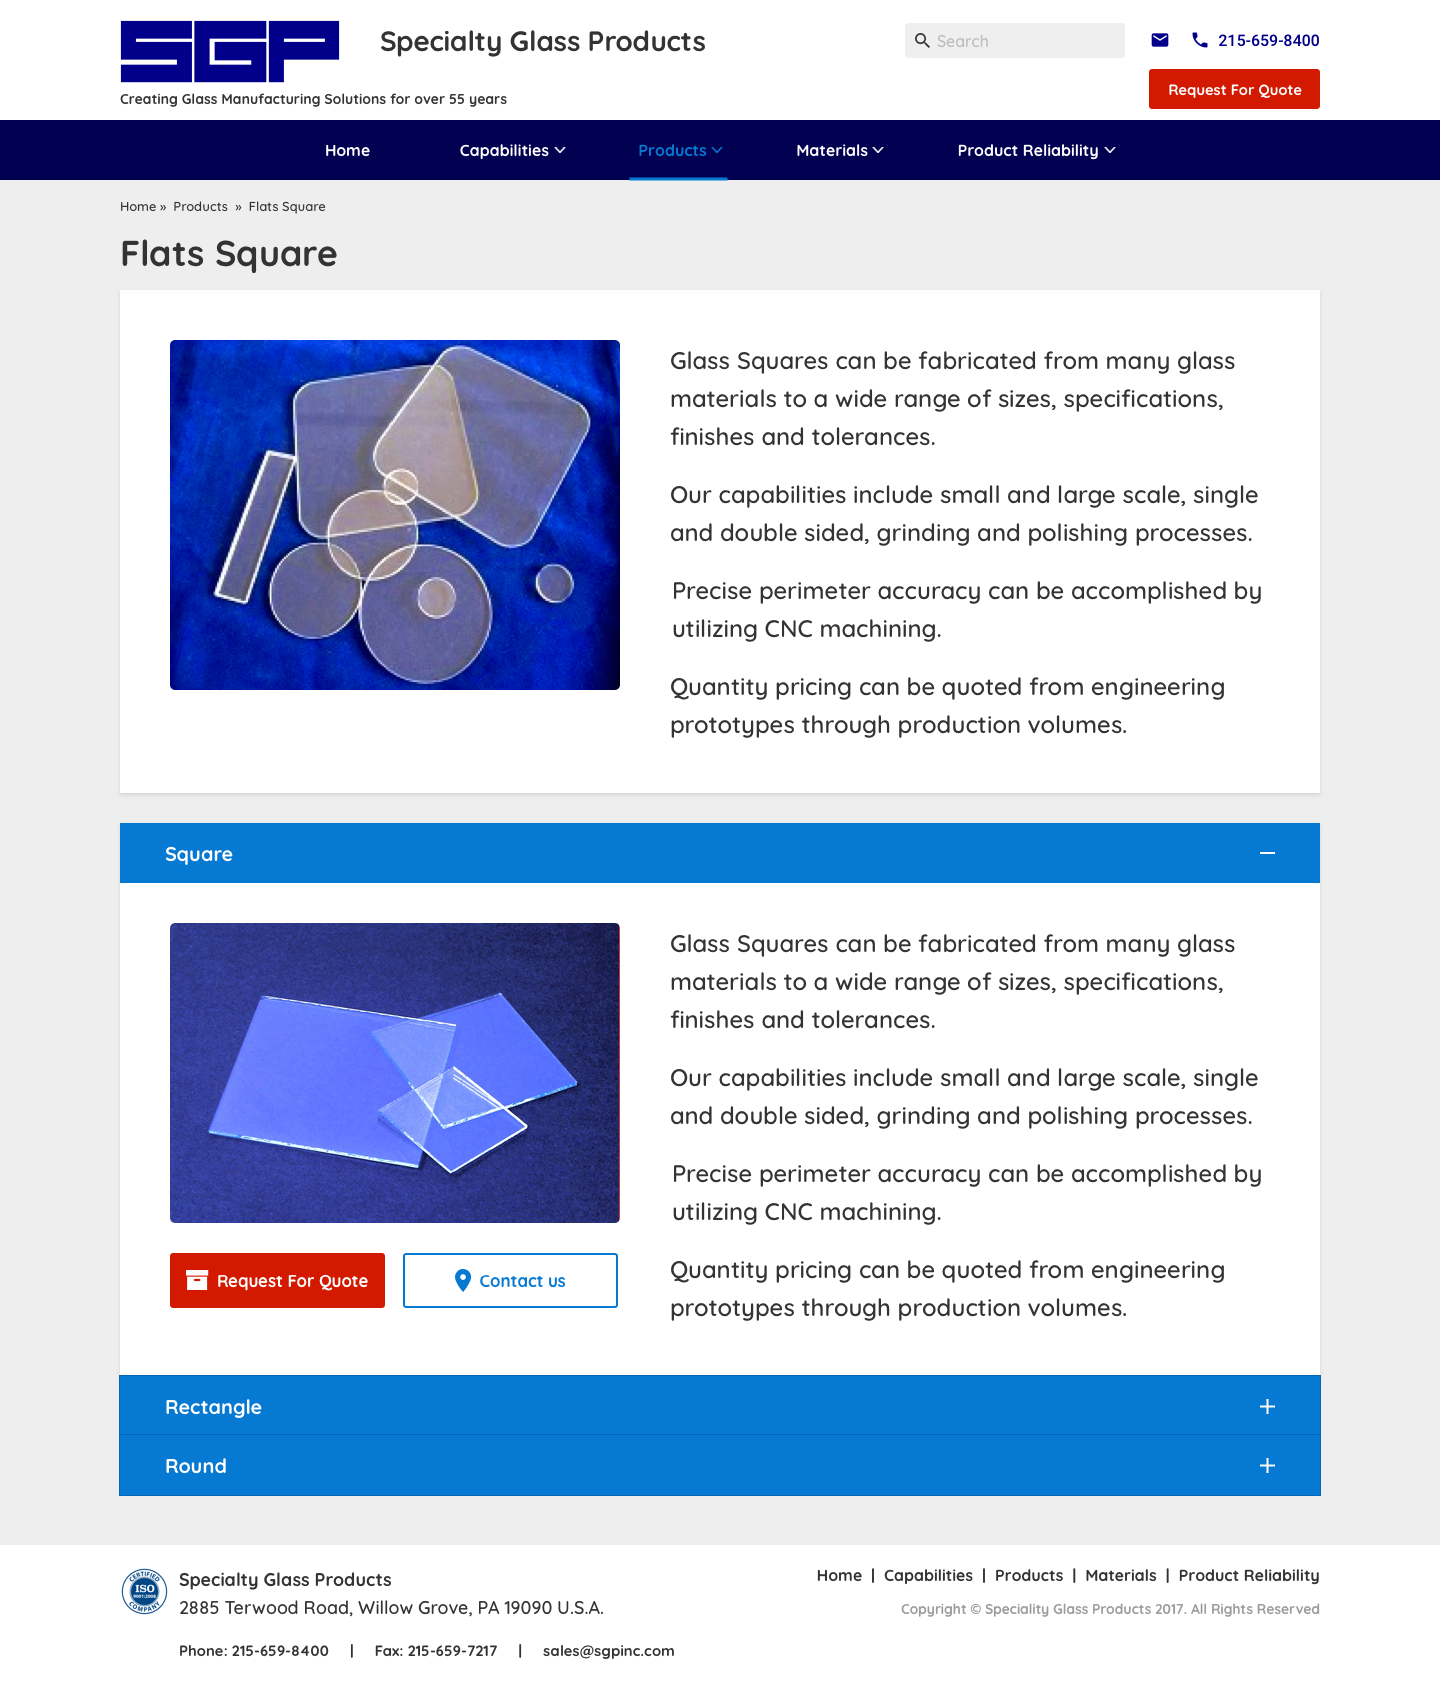 SGP
Specialty Glass Products
Search
215-659-8400
Creating Glass Manufacturing Solutions for over 55 years
Request For Quote
Home Capabilities Products Materials Product Reliability
Home » Products » Flats Square
Flats Square
Glass Squares can be fabricated from many glass
materials to a wide range of sizes, specifications,
finishes and tolerances.
Our capabilities include small and large scale, single
and double sided, grinding and polishing processes.
Precise perimeter accuracy can be accomplished by
utilizing CNC machining.
Quantity pricing can be quoted from engineering
prototypes through production volumes.
Square
Glass Squares can be fabricated from many glass
materials to a wide range of sizes, specifications,
finishes and tolerances.
Our capabilities include small and large scale, single
and double sided, grinding and polishing processes.
Precise perimeter accuracy can be accomplished by
utilizing CNC machining.
Quantity pricing can be quoted from engineering
prototypes through production volumes.
Request For Quote
Contact us
Rectangle
Round
CERTIFIED
ISO
9001:2008
COMPANY
Specialty Glass Products
2885 Terwood Road, Willow Grove, PA 19090 U.S.A.
Phone: 215-659-8400 | Fax: 215-659-7217 | sales@sgpinc.com
Home | Capabilities | Products | Materials | Product Reliability
Copyright © Speciality Glass Products 2017. All Rights Reserved